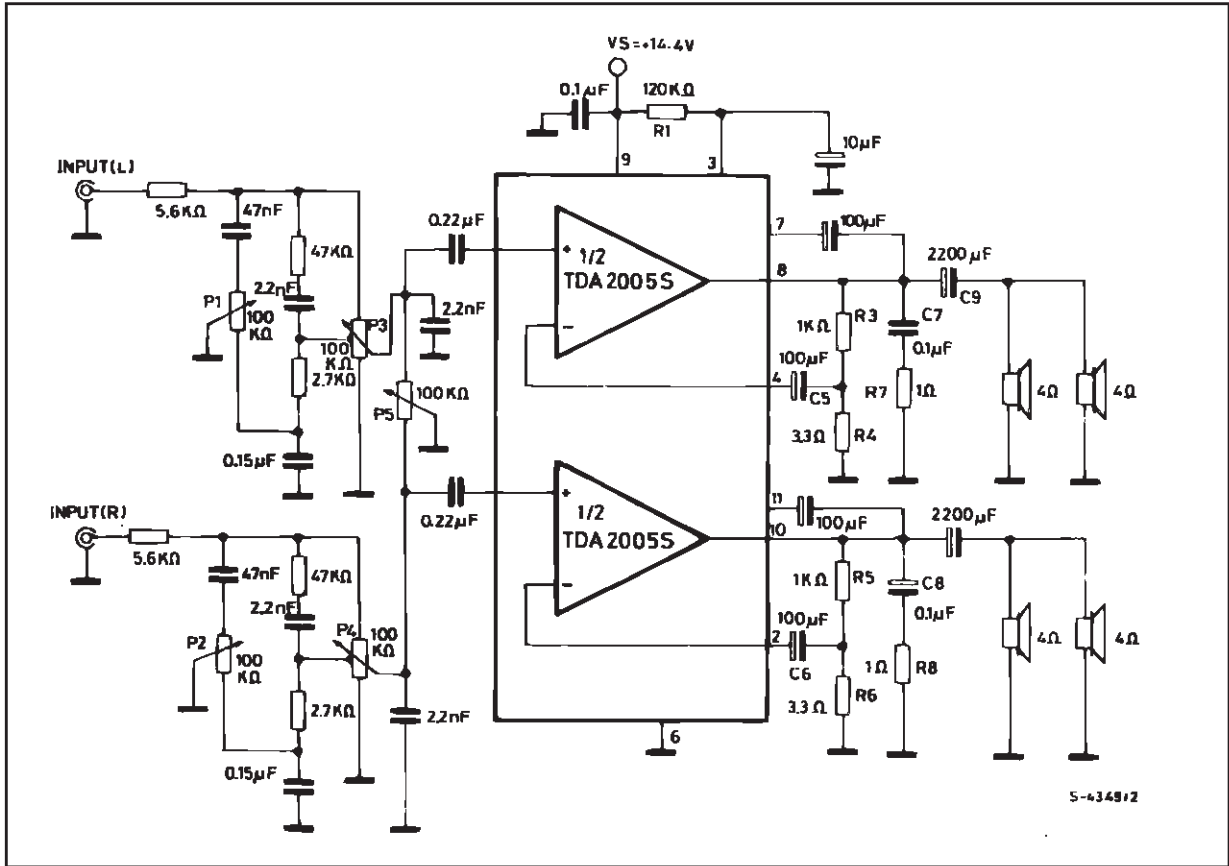 VS=+14.4V
0.1µF
120KΩ
R1
10µF
9
3
INPUT(L)
5.6KΩ
47nF
47KΩ
2.2nF
P1
100
KΩ
2.7KΩ
0.15µF
P3
100
KΩ
0.22µF
2.2nF
100KΩ
P5
+
1/2
TDA2005S
-
7
100µF
8
2200µF
C9
R3
1KΩ
C7
0.1µF
100µF
4
C5
R7
1Ω
3.3Ω
R4
4Ω
4Ω
INPUT(R)
5.6KΩ
47nF
47KΩ
2.2nF
P2
100
KΩ
2.7KΩ
0.15µF
P4
100
KΩ
0.22µF
2.2nF
+
1/2
TDA2005S
-
11
100µF
10
2200µF
1KΩ
R5
C8
0.1µF
100µF
2
C6
1Ω
R8
3.3Ω
R6
4Ω
4Ω
6
S-4349/2